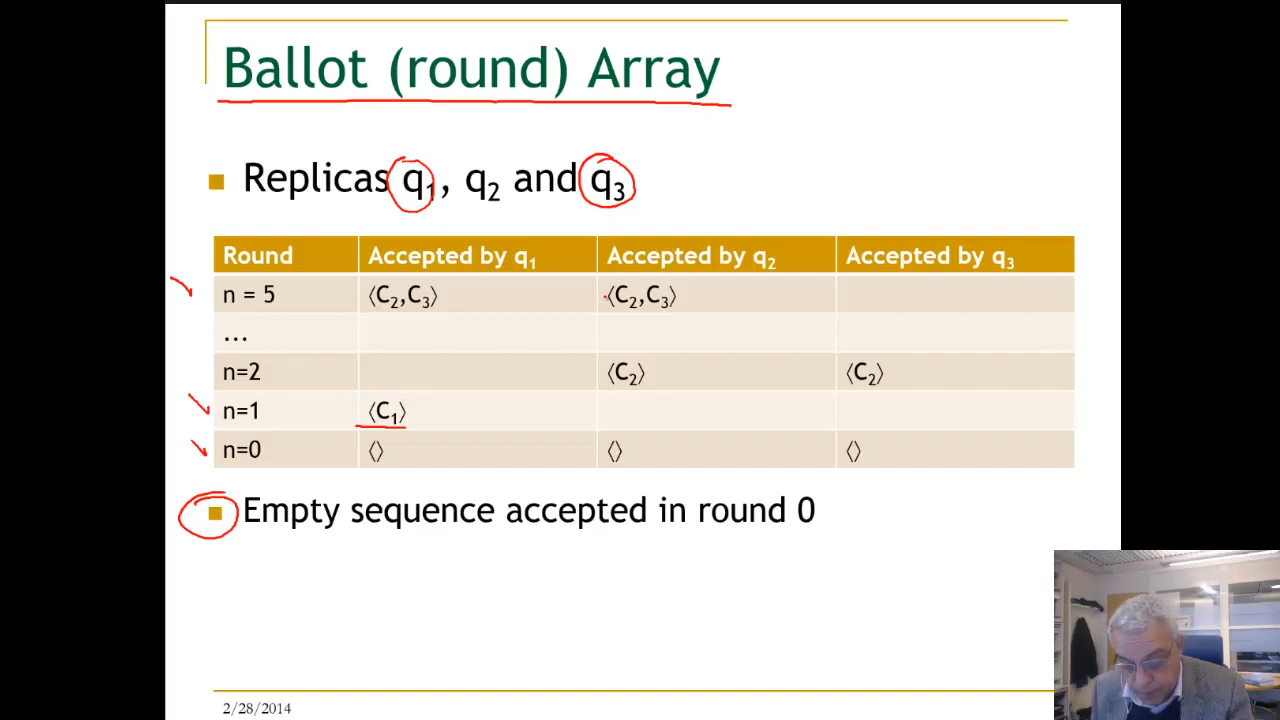 Ballot (round) Array
Replicas q₁, q₂ and q₃
Round Accepted by q₁ Accepted by q₂ Accepted by q₃
n = 5 ⟨C₂,C₃⟩ ⟨C₂,C₃⟩
...
n=2 ⟨C₂⟩ ⟨C₂⟩
n=1 ⟨C₁⟩
n=0 ⟨⟩ ⟨⟩ ⟨⟩
Empty sequence accepted in round 0
2/28/2014